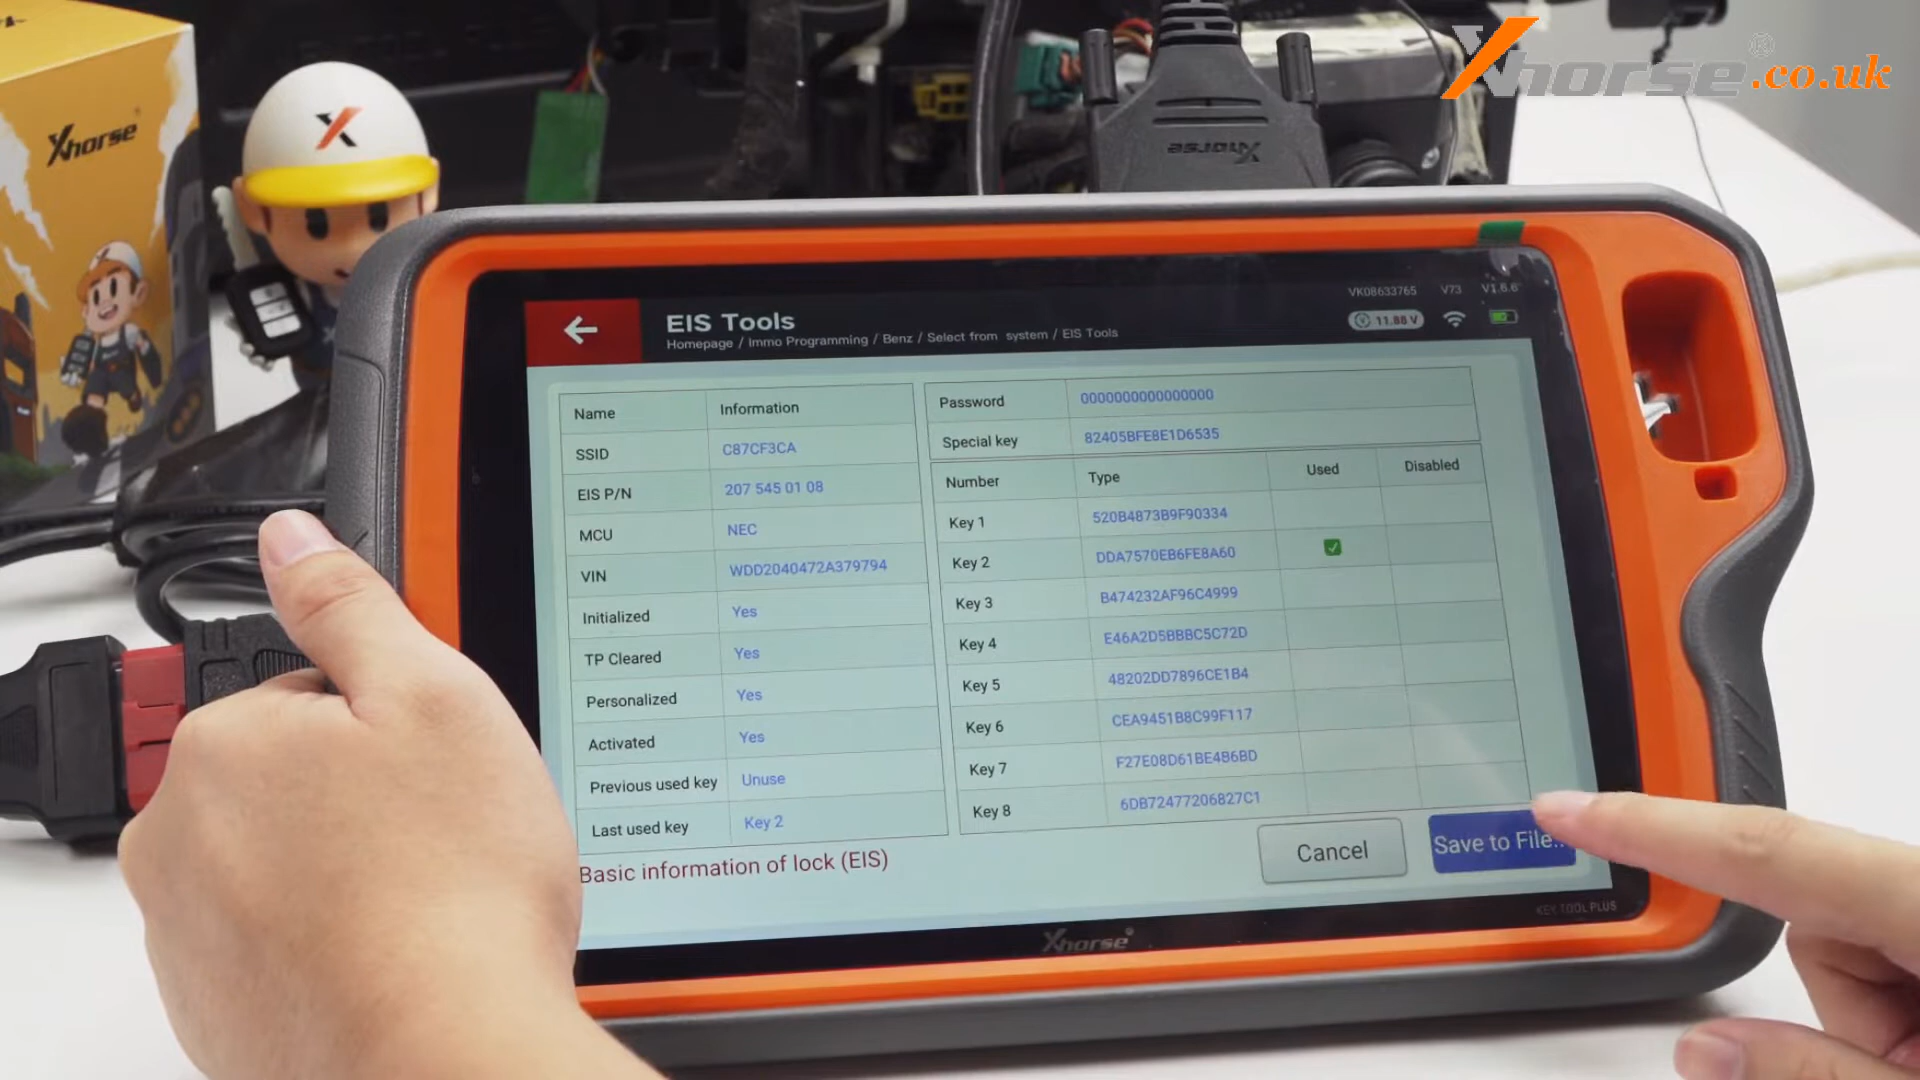 Xhorse.co.uk
®
Xhorse
Xhorse
VK08633765 V73 V1.6.6
EIS Tools
11.88 V
Homepage / Immo Programming / Benz / Select from system / EIS Tools
Name Information
SSID C87CF3CA
EIS P/N 207 545 01 08
MCU NEC
VIN WDD2040472A379794
Initialized Yes
TP Cleared Yes
Personalized Yes
Activated Yes
Previous used key Unuse
Last used key Key 2
Password 0000000000000000
Special key 82405BFE8E1D6535
Number Type Used Disabled
Key 1 520B4873B9F90334
Key 2 DDA7570EB6FE8A60
Key 3 B474232AF96C4999
Key 4 E46A2D5BBBC5C72D
Key 5 48202DD7896CE1B4
Key 6 CEA9451B8C99F117
Key 7 F27E08D61BE4B6BD
Key 8 6DB72477206827C1
Basic information of lock (EIS)
Cancel
Save to File..
KEY TOOL PLUS
Xhorse®